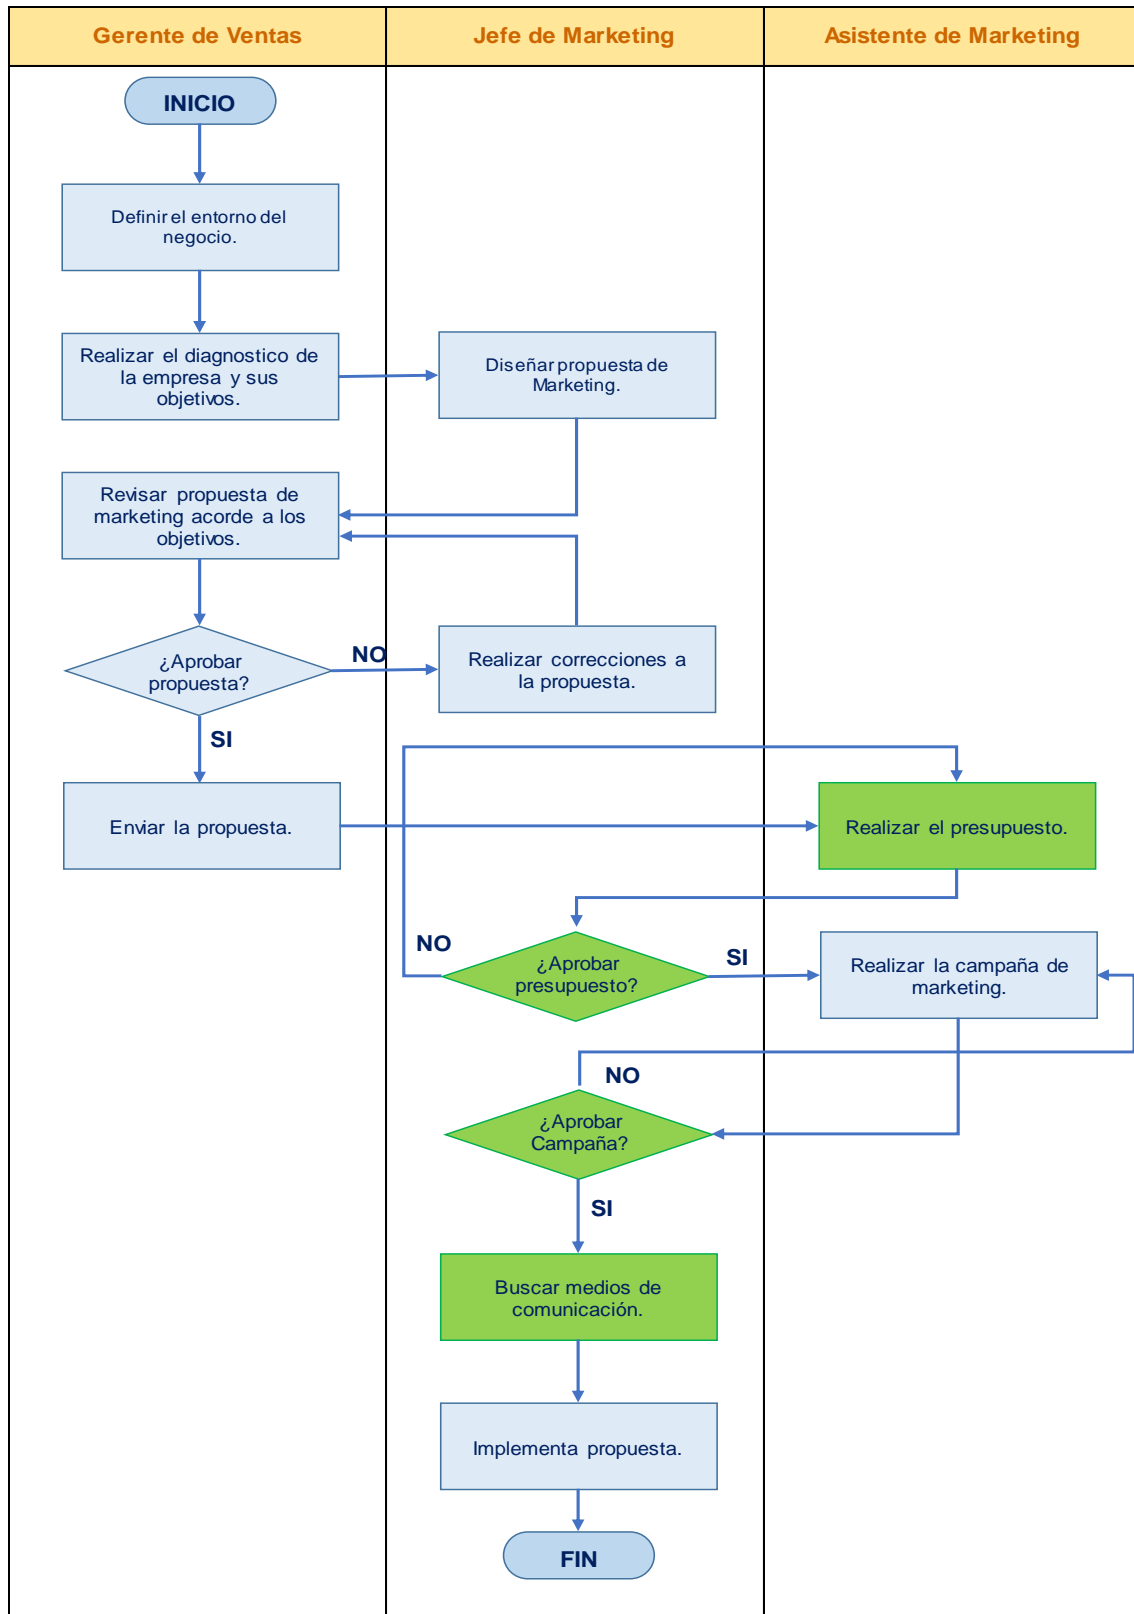 Gerente de Ventas
Jefe de Marketing
Asistente de Marketing
INICIO
Definir el entorno del
negocio.
Realizar el diagnostico de
la empresa y sus
objetivos.
Diseñar propuesta de
Marketing.
Revisar propuesta de
marketing acorde a los
objetivos.
¿Aprobar
propuesta?
NO
Realizar correcciones a
la propuesta.
SI
Enviar la propuesta.
Realizar el presupuesto.
NO
¿Aprobar
presupuesto?
SI
Realizar la campaña de
marketing.
NO
¿Aprobar
Campaña?
SI
Buscar medios de
comunicación.
Implementa propuesta.
FIN